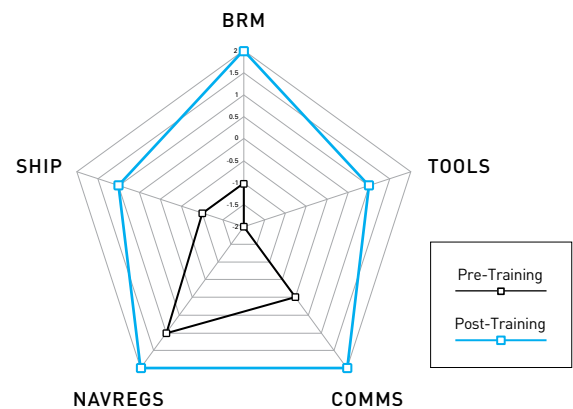 BRM
2
1.5
1
0.5
0
-0.5
-1
-1.5
-2
SHIP
TOOLS
Pre-Training
Post-Training
NAVREGS
COMMS